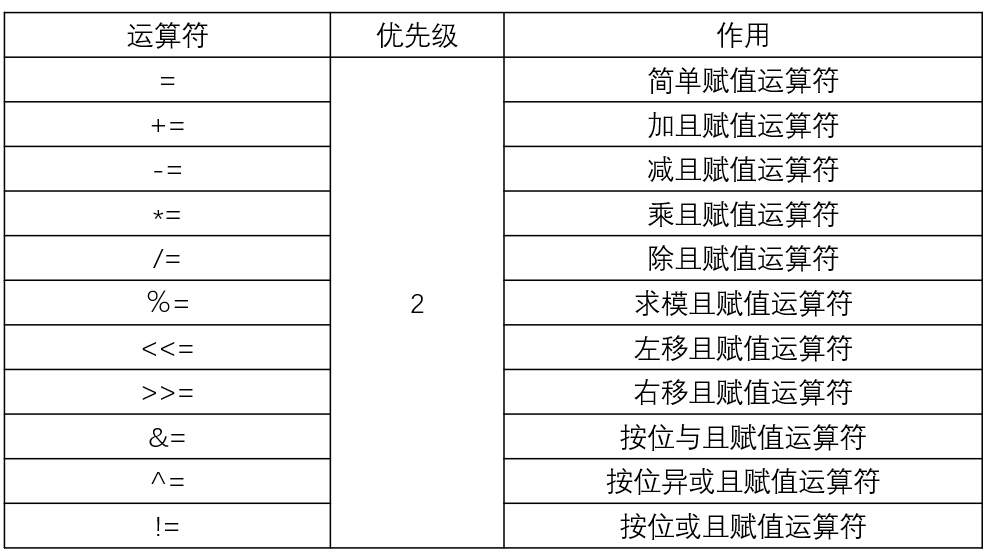 运算符 优先级 作用
= 简单赋值运算符
+= 加且赋值运算符
-= 减且赋值运算符
*= 乘且赋值运算符
/= 除且赋值运算符
%= 2 求模且赋值运算符
<<= 左移且赋值运算符
>>= 右移且赋值运算符
&= 按位与且赋值运算符
^= 按位异或且赋值运算符
!= 按位或且赋值运算符